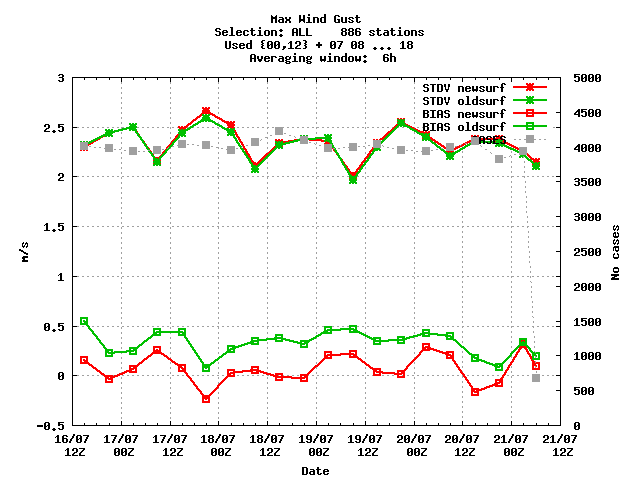 Max Wind Gust
Selection: ALL    886 stations
Used {00,12} + 07 08 ... 18
Averaging window:  6h
STDV newsurf
STDV oldsurf
BIAS newsurf
BIAS oldsurf
CASES
3
2.5
2
1.5
1
0.5
0
-0.5
m/s
5000
4500
4000
3500
3000
2500
2000
1500
1000
500
0
No cases
16/07 17/07 17/07 18/07 18/07 19/07 19/07 20/07 20/07 21/07 21/07
12Z 00Z 12Z 00Z 12Z 00Z 12Z 00Z 12Z 00Z 12Z
Date